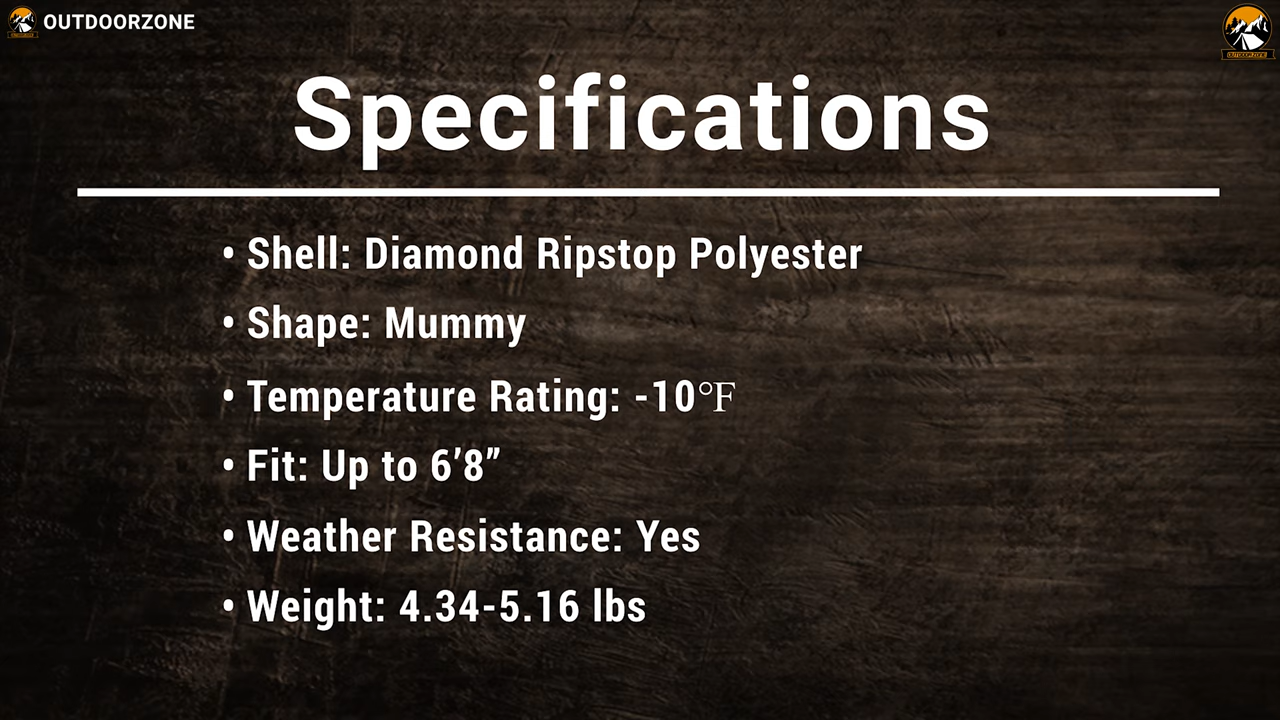 OUTDOORZONE
OUTDOORZONE
Specifications
• Shell: Diamond Ripstop Polyester
• Shape: Mummy
• Temperature Rating: -10°F
• Fit: Up to 6’8”
• Weather Resistance: Yes
• Weight: 4.34-5.16 lbs